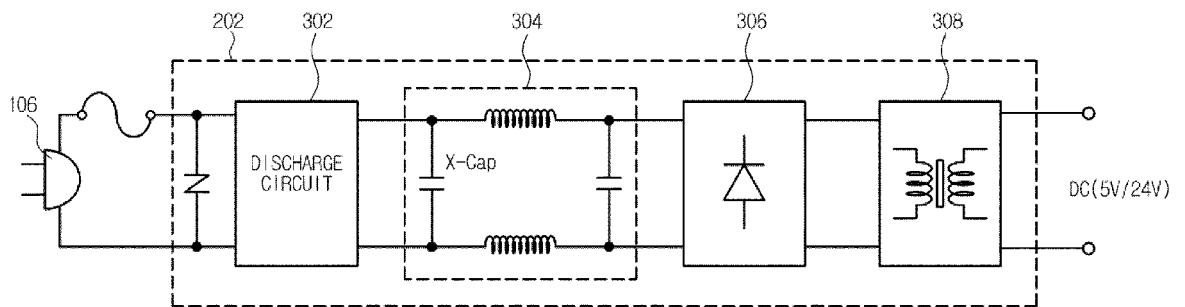 202
302
304
306
308
106
DISCHARGE
CIRCUIT
X-Cap
DC(5V/24V)